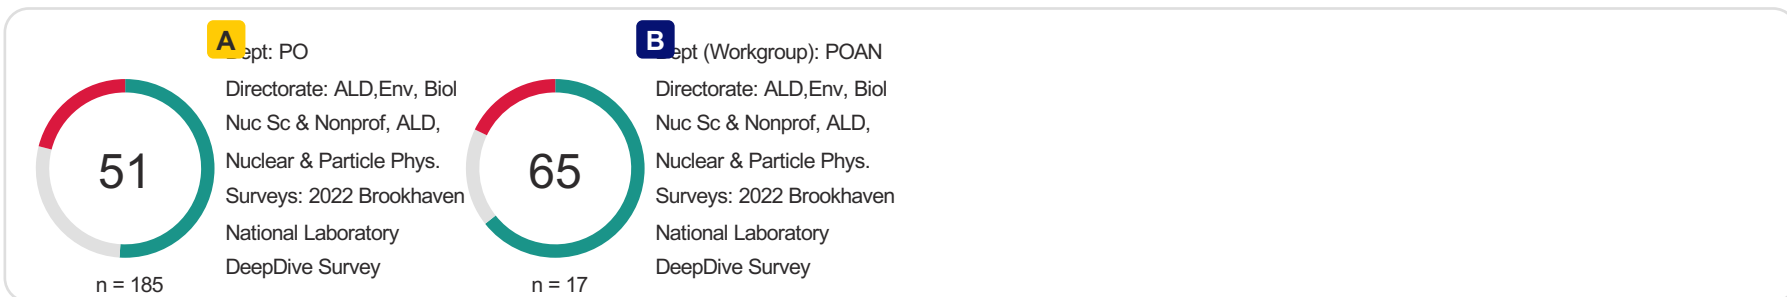 A
ept: PO
Directorate: ALD,Env, Biol
Nuc Sc & Nonprof, ALD,
Nuclear & Particle Phys.
Surveys: 2022 Brookhaven
National Laboratory
DeepDive Survey
51
n = 185
B
ept (Workgroup): POAN
Directorate: ALD,Env, Biol
Nuc Sc & Nonprof, ALD,
Nuclear & Particle Phys.
Surveys: 2022 Brookhaven
National Laboratory
DeepDive Survey
65
n = 17